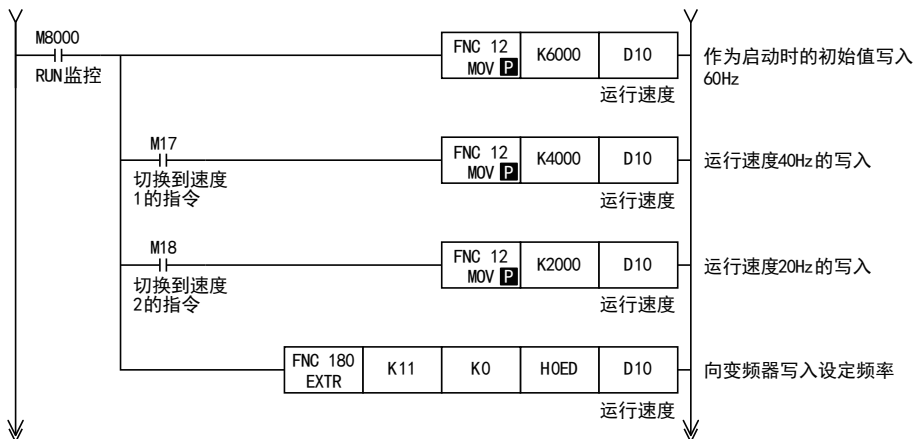 M8000
RUN监控
FNC 12
MOV P
K6000
D10
运行速度
作为启动时的初始值写入
60Hz
M17
切换到速度
1的指令
FNC 12
MOV P
K4000
D10
运行速度
运行速度40Hz的写入
M18
切换到速度
2的指令
FNC 12
MOV P
K2000
D10
运行速度
运行速度20Hz的写入
FNC 180
EXTR
K11
K0
H0ED
D10
运行速度
向变频器写入设定频率